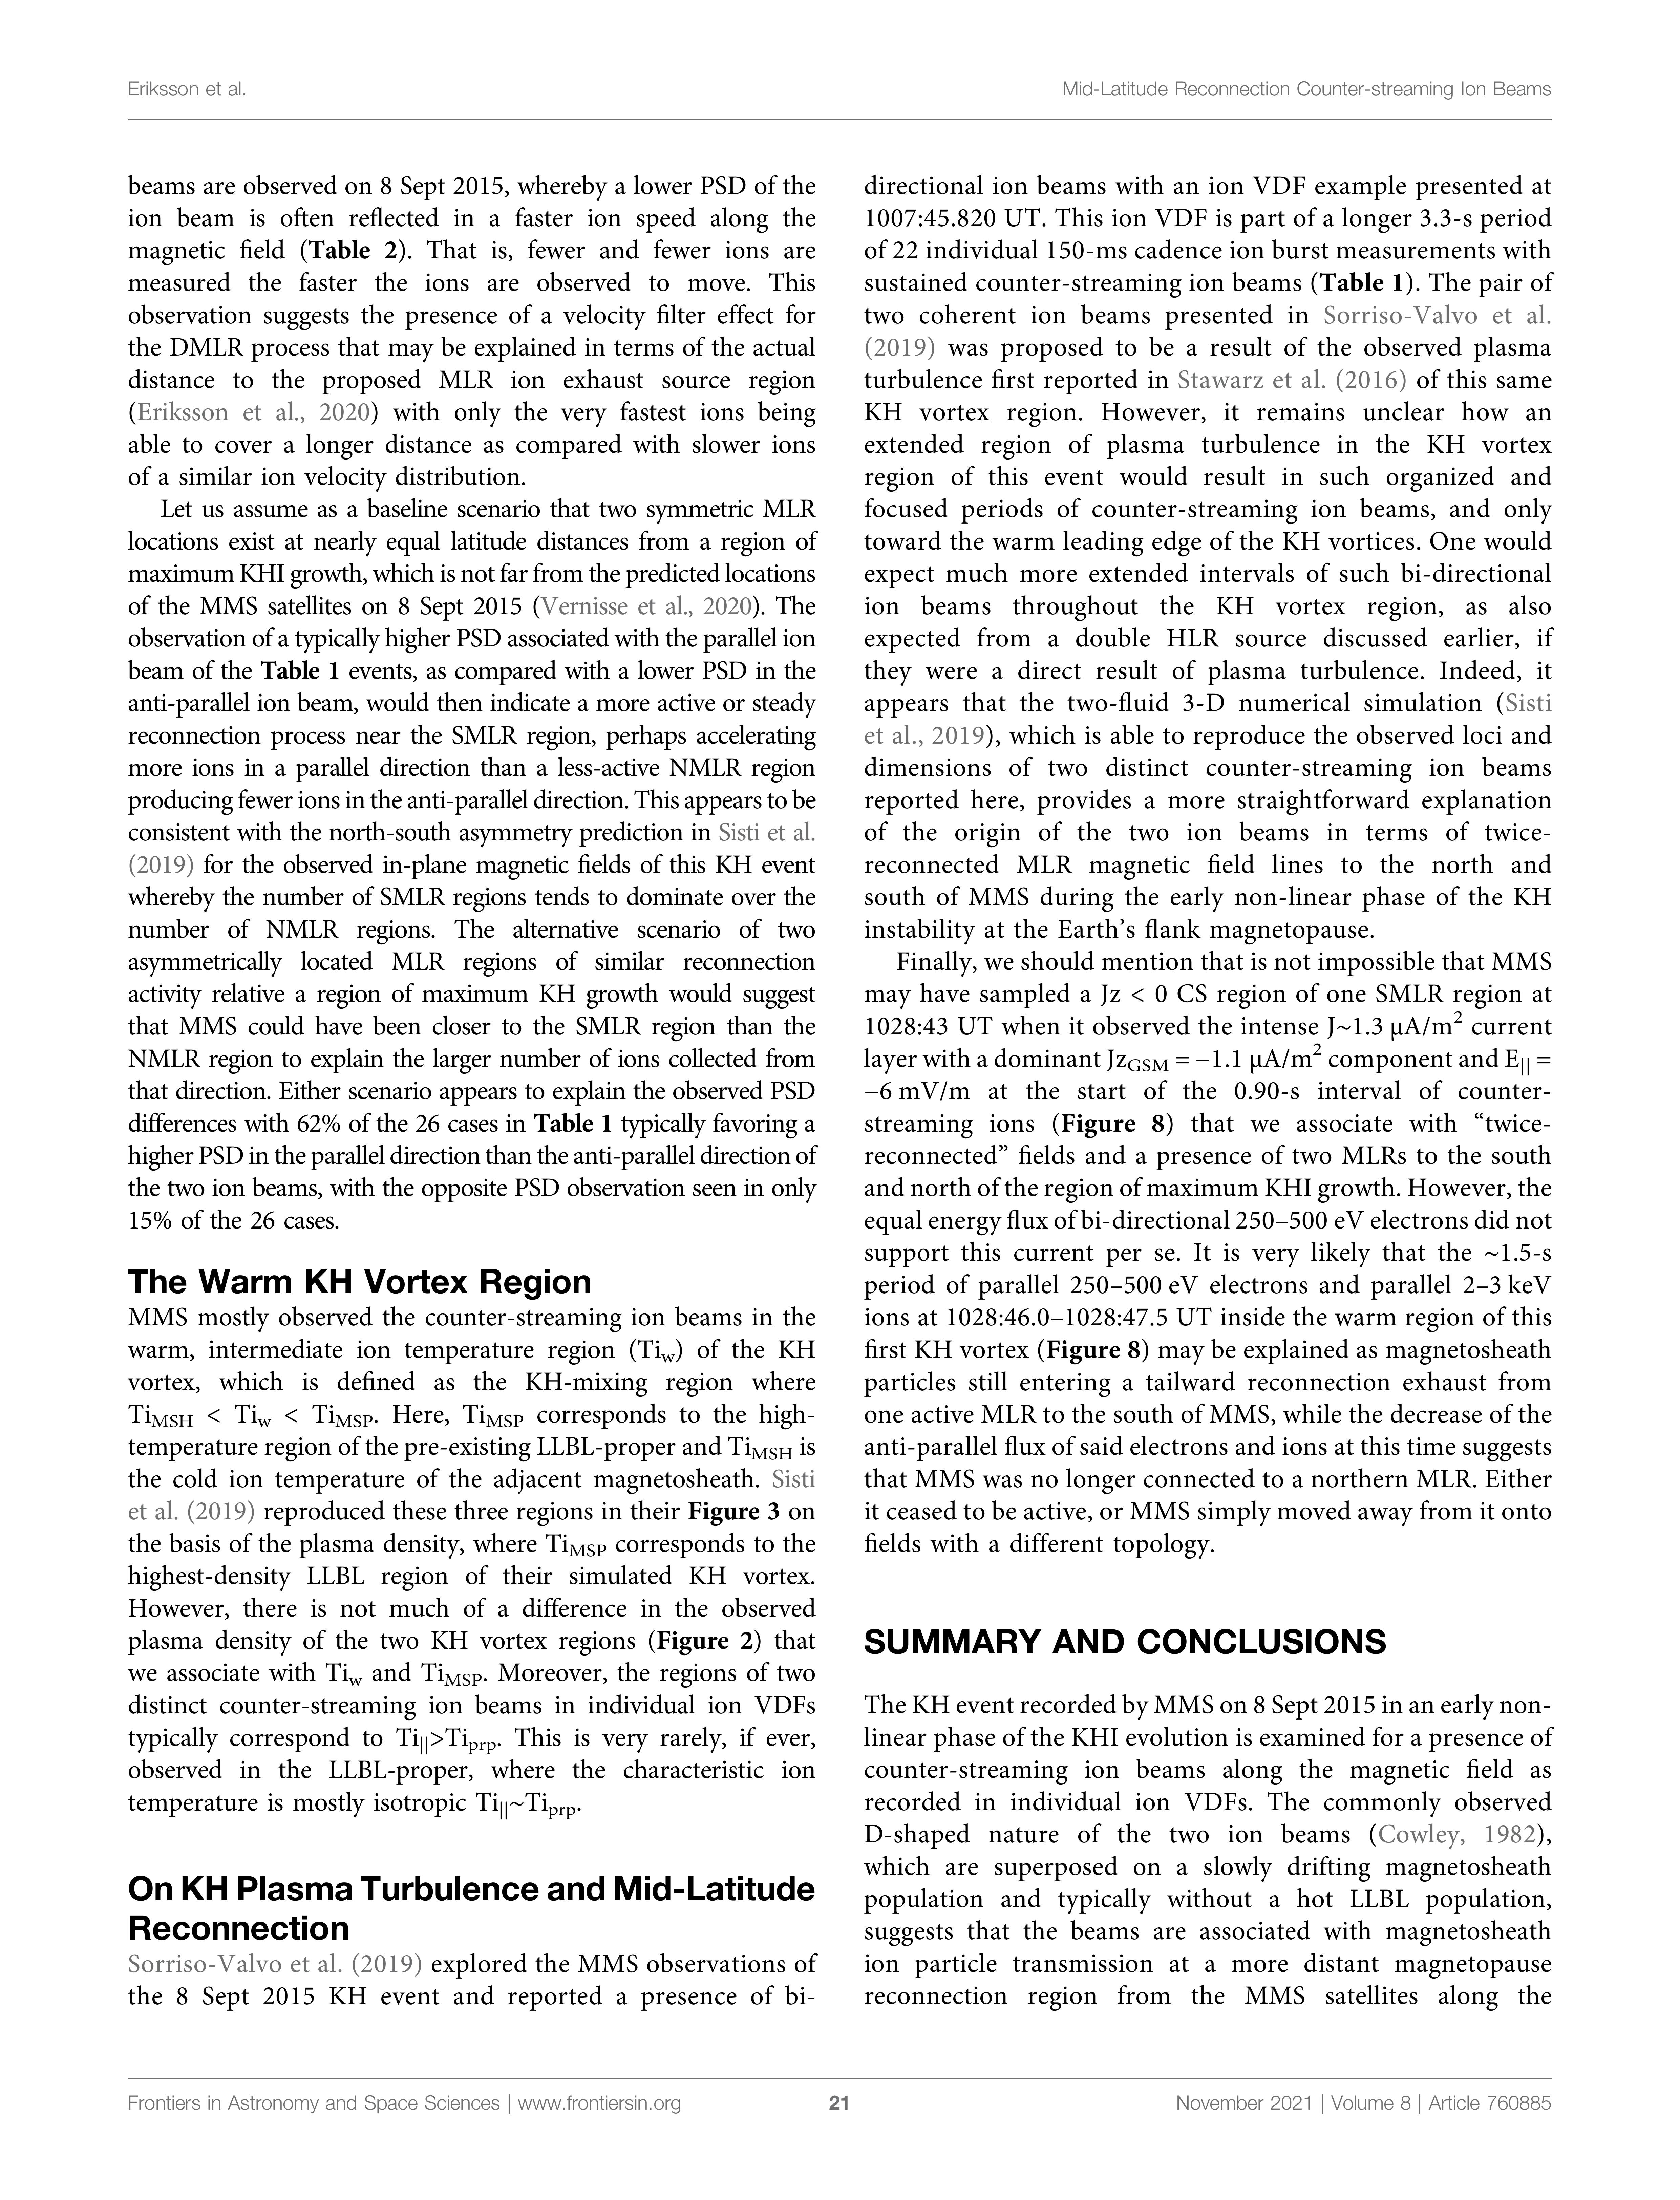 Eriksson et al.
Mid-Latitude Reconnection Counter-streaming Ion Beams
beams are observed on 8 Sept 2015, whereby a lower PSD of the
ion beam is often reflected in a faster ion speed along the
magnetic field (Table 2). That is, fewer and fewer ions are
measured the faster the ions are observed to move. This
observation suggests the presence of a velocity filter effect for
the DMLR process that may be explained in terms of the actual
distance to the proposed MLR ion exhaust source region
(Eriksson et al., 2020) with only the very fastest ions being
able to cover a longer distance as compared with slower ions
of a similar ion velocity distribution.
Let us assume as a baseline scenario that two symmetric MLR
locations exist at nearly equal latitude distances from a region of
maximum KHI growth, which is not far from the predicted locations
of the MMS satellites on 8 Sept 2015 (Vernisse et al., 2020). The
observation of a typically higher PSD associated with the parallel ion
beam of the Table 1 events, as compared with a lower PSD in the
anti-parallel ion beam, would then indicate a more active or steady
reconnection process near the SMLR region, perhaps accelerating
more ions in a parallel direction than a less-active NMLR region
producing fewer ions in the anti-parallel direction. This appears to be
consistent with the north-south asymmetry prediction in Sisti et al.
(2019) for the observed in-plane magnetic fields of this KH event
whereby the number of SMLR regions tends to dominate over the
number of NMLR regions. The alternative scenario of two
asymmetrically located MLR regions of similar reconnection
activity relative a region of maximum KH growth would suggest
that MMS could have been closer to the SMLR region than the
NMLR region to explain the larger number of ions collected from
that direction. Either scenario appears to explain the observed PSD
differences with 62% of the 26 cases in Table 1 typically favoring a
higher PSD in the parallel direction than the anti-parallel direction of
the two ion beams, with the opposite PSD observation seen in only
15% of the 26 cases.
The Warm KH Vortex Region
MMS mostly observed the counter-streaming ion beams in the
warm, intermediate ion temperature region (Tiw) of the KH
vortex, which is defined as the KH-mixing region where
TiMSH < Tiw < TiMSP. Here, TiMSP corresponds to the high-
temperature region of the pre-existing LLBL-proper and TiMSH is
the cold ion temperature of the adjacent magnetosheath. Sisti
et al. (2019) reproduced these three regions in their Figure 3 on
the basis of the plasma density, where TiMSP corresponds to the
highest-density LLBL region of their simulated KH vortex.
However, there is not much of a difference in the observed
plasma density of the two KH vortex regions (Figure 2) that
we associate with Tiw and TiMSP. Moreover, the regions of two
distinct counter-streaming ion beams in individual ion VDFs
typically correspond to Ti||>Tiprp. This is very rarely, if ever,
observed in the LLBL-proper, where the characteristic ion
temperature is mostly isotropic Ti||~Tiprp.
On KH Plasma Turbulence and Mid-Latitude
Reconnection
Sorriso-Valvo et al. (2019) explored the MMS observations of
the 8 Sept 2015 KH event and reported a presence of bi-
directional ion beams with an ion VDF example presented at
1007:45.820 UT. This ion VDF is part of a longer 3.3-s period
of 22 individual 150-ms cadence ion burst measurements with
sustained counter-streaming ion beams (Table 1). The pair of
two coherent ion beams presented in Sorriso-Valvo et al.
(2019) was proposed to be a result of the observed plasma
turbulence first reported in Stawarz et al. (2016) of this same
KH vortex region. However, it remains unclear how an
extended region of plasma turbulence in the KH vortex
region of this event would result in such organized and
focused periods of counter-streaming ion beams, and only
toward the warm leading edge of the KH vortices. One would
expect much more extended intervals of such bi-directional
ion beams throughout the KH vortex region, as also
expected from a double HLR source discussed earlier, if
they were a direct result of plasma turbulence. Indeed, it
appears that the two-fluid 3-D numerical simulation (Sisti
et al., 2019), which is able to reproduce the observed loci and
dimensions of two distinct counter-streaming ion beams
reported here, provides a more straightforward explanation
of the origin of the two ion beams in terms of twice-
reconnected MLR magnetic field lines to the north and
south of MMS during the early non-linear phase of the KH
instability at the Earth's flank magnetopause.
Finally, we should mention that is not impossible that MMS
may have sampled a Jz < 0 CS region of one SMLR region at
1028:43 UT when it observed the intense J~1.3 μA/m² current
layer with a dominant JzGSM = −1.1 μA/m² component and E|| =
−6 mV/m at the start of the 0.90-s interval of counter-
streaming ions (Figure 8) that we associate with “twice-
reconnected” fields and a presence of two MLRs to the south
and north of the region of maximum KHI growth. However, the
equal energy flux of bi-directional 250–500 eV electrons did not
support this current per se. It is very likely that the ~1.5-s
period of parallel 250–500 eV electrons and parallel 2–3 keV
ions at 1028:46.0–1028:47.5 UT inside the warm region of this
first KH vortex (Figure 8) may be explained as magnetosheath
particles still entering a tailward reconnection exhaust from
one active MLR to the south of MMS, while the decrease of the
anti-parallel flux of said electrons and ions at this time suggests
that MMS was no longer connected to a northern MLR. Either
it ceased to be active, or MMS simply moved away from it onto
fields with a different topology.
SUMMARY AND CONCLUSIONS
The KH event recorded by MMS on 8 Sept 2015 in an early non-
linear phase of the KHI evolution is examined for a presence of
counter-streaming ion beams along the magnetic field as
recorded in individual ion VDFs. The commonly observed
D-shaped nature of the two ion beams (Cowley, 1982),
which are superposed on a slowly drifting magnetosheath
population and typically without a hot LLBL population,
suggests that the beams are associated with magnetosheath
ion particle transmission at a more distant magnetopause
reconnection region from the MMS satellites along the
Frontiers in Astronomy and Space Sciences | www.frontiersin.org
21
November 2021 | Volume 8 | Article 760885